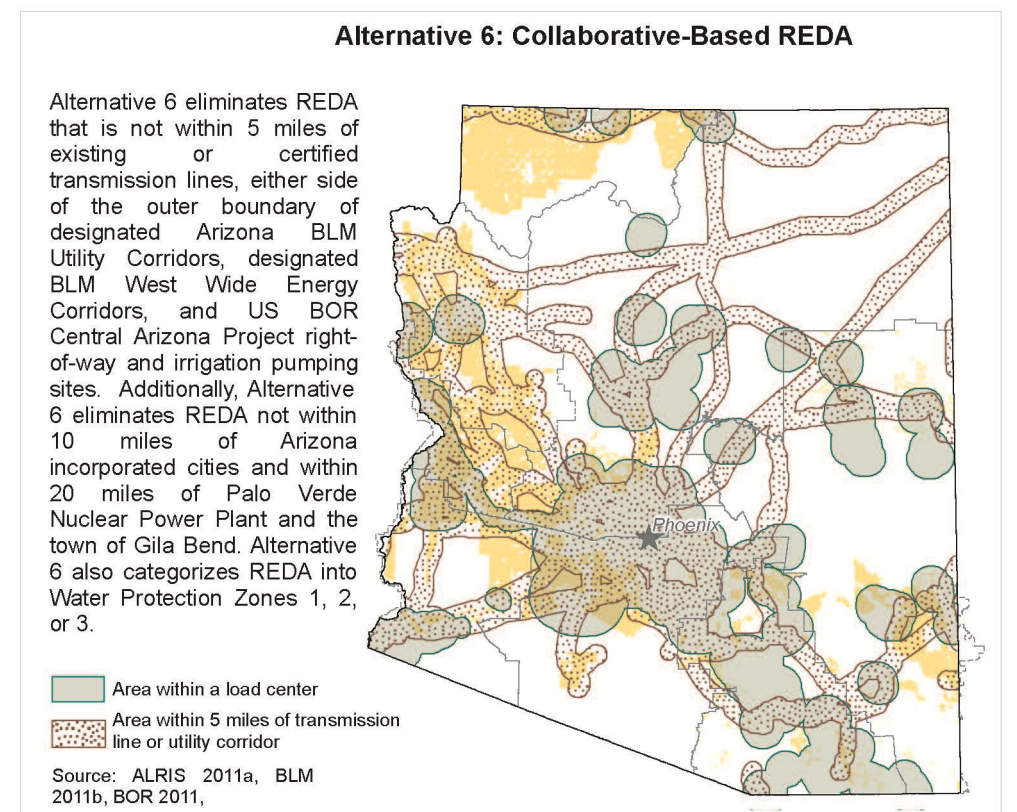 Alternative 6: Collaborative-Based REDA
Alternative 6 eliminates REDA
that is not within 5 miles of
existing or certified
transmission lines, either side
of the outer boundary of
designated Arizona BLM
Utility Corridors, designated
BLM West Wide Energy
Corridors, and US BOR
Central Arizona Project right-
of-way and irrigation pumping
sites. Additionally, Alternative
6 eliminates REDA not within
10 miles of Arizona
incorporated cities and within
20 miles of Palo Verde
Nuclear Power Plant and the
town of Gila Bend. Alternative
6 also categorizes REDA into
Water Protection Zones 1, 2,
or 3.
Phoenix
Area within a load center
Area within 5 miles of transmission
line or utility corridor
Source: ALRIS 2011a, BLM
2011b, BOR 2011,